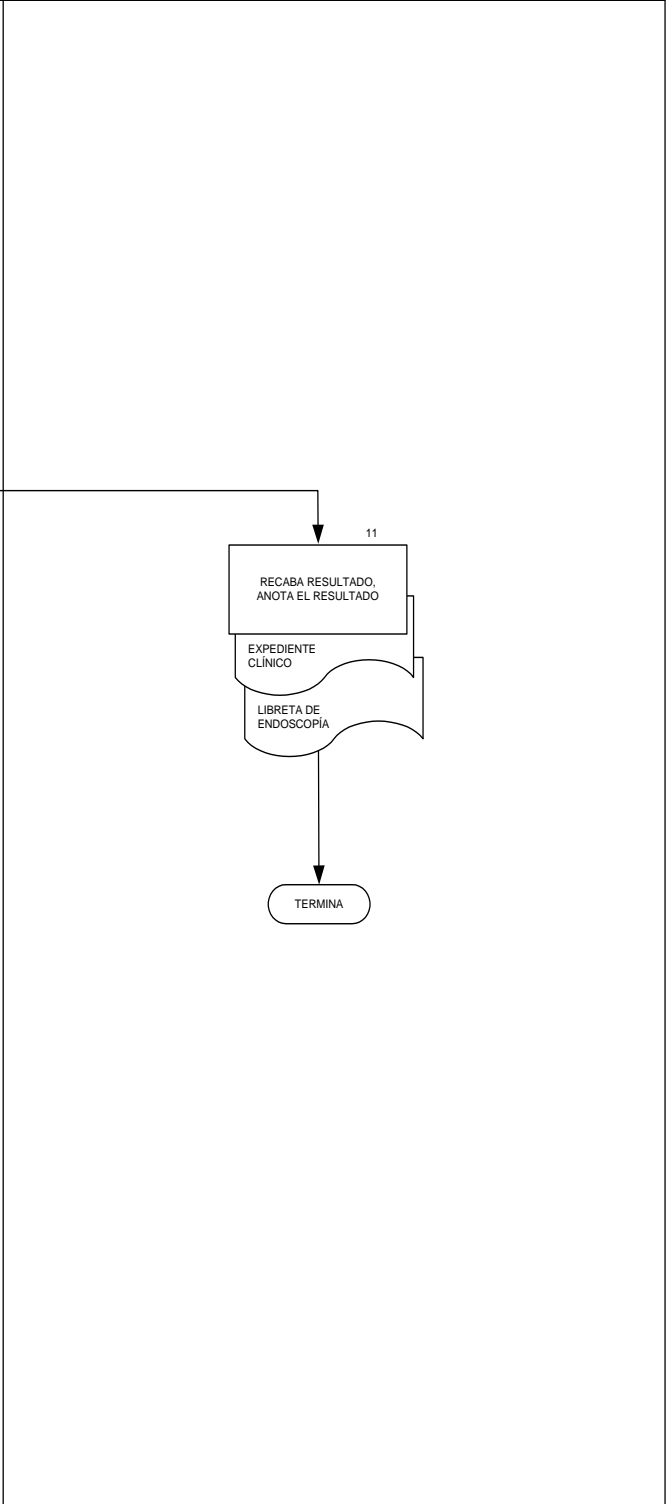 11
RECABA RESULTADO,
ANOTA EL RESULTADO
EXPEDIENTE
CLÍNICO
LIBRETA DE
ENDOSCOPÍA
TERMINA